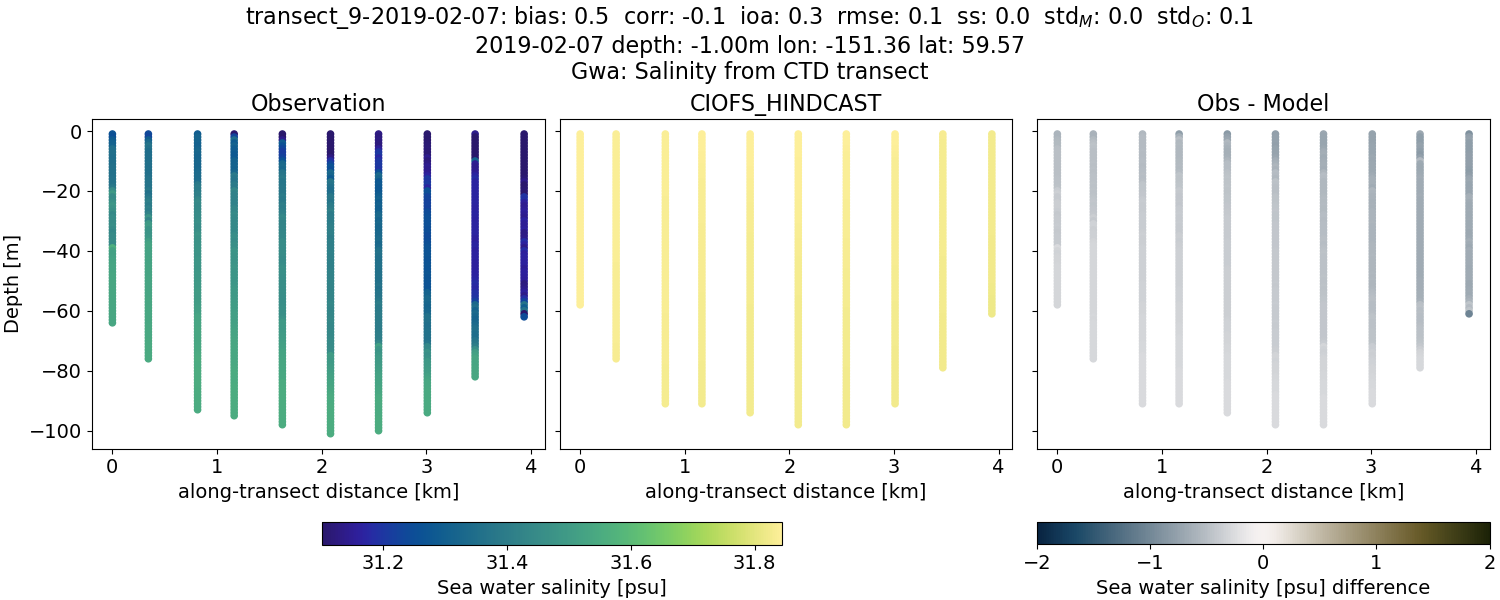 transect_9-2019-02-07: bias: 0.5 corr: -0.1 ioa: 0.3 rmse: 0.1 ss: 0.0 std_M: 0.0 std_O: 0.1
2019-02-07 depth: -1.00m lon: -151.36 lat: 59.57
Gwa: Salinity from CTD transect
Observation CIOFS_HINDCAST Obs - Model
0
−20
−40
−60
−80
−100
Depth [m]
0 1 2 3 4 0 1 2 3 4 0 1 2 3 4
along-transect distance [km] along-transect distance [km] along-transect distance [km]
31.2 31.4 31.6 31.8 −2 −1 0 1 2
Sea water salinity [psu] Sea water salinity [psu] difference